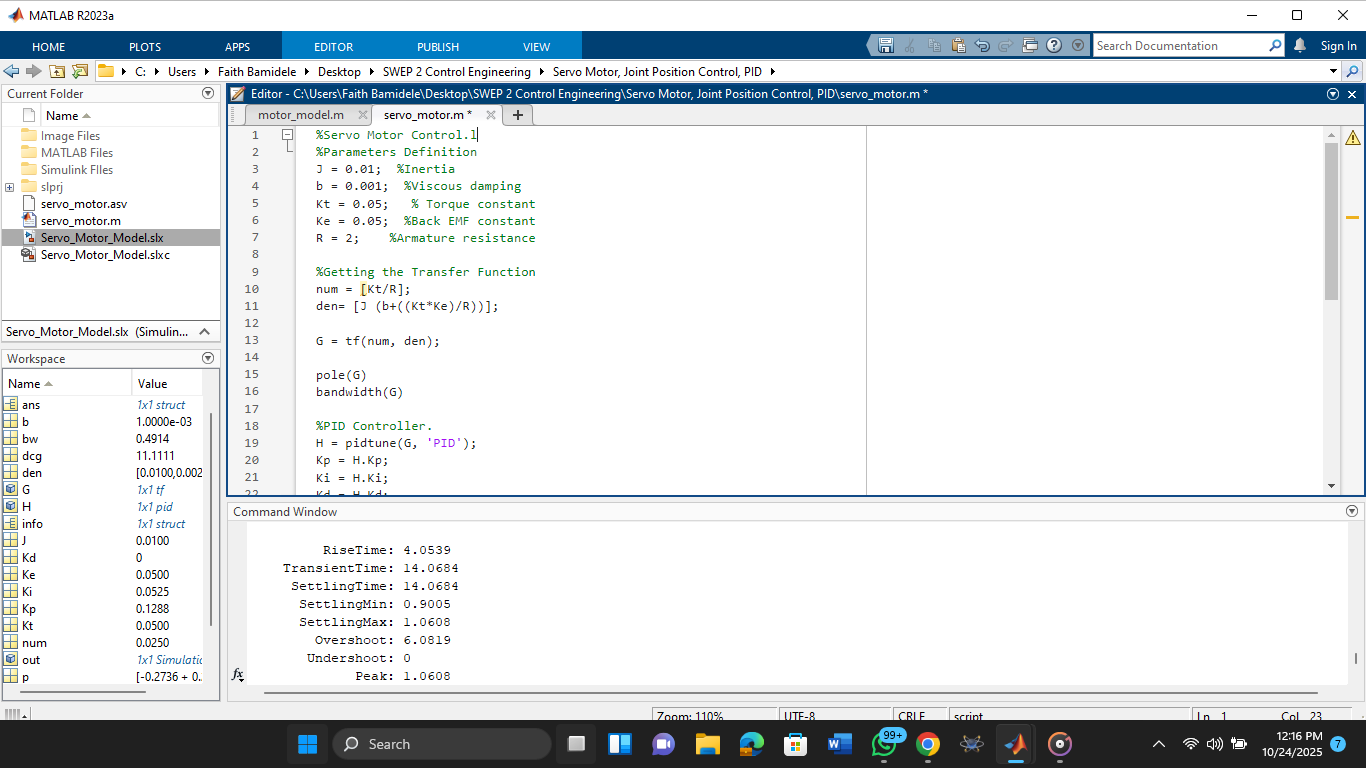 MATLAB R2023a
HOME PLOTS APPS EDITOR PUBLISH VIEW Search Documentation Sign In
C: Users Faith Bamidele Desktop SWEP 2 Control Engineering Servo Motor, Joint Position Control, PID
Current Folder
Name
Image Files
MATLAB Files
Simulink FIles
slprj
servo_motor.asv
servo_motor.m
Servo_Motor_Model.slx
Servo_Motor_Model.slxc
Servo_Motor_Model.slx (Simulin...
Workspace
Name Value
ans 1x1 struct
b 1.0000e-03
bw 0.4914
dcg 11.1111
den [0.0100,0.002
G 1x1 tf
H 1x1 pid
info 1x1 struct
J 0.0100
Kd 0
Ke 0.0500
Ki 0.0525
Kp 0.1288
Kt 0.0500
num 0.0250
out 1x1 Simulatic
p [-0.2736 + 0.
Editor - C:\Users\Faith Bamidele\Desktop\SWEP 2 Control Engineering\Servo Motor, Joint Position Control, PID\servo_motor.m *
motor_model.m servo_motor.m *
1 %Servo Motor Control.l
2 %Parameters Definition
3 J = 0.01; %Inertia
4 b = 0.001; %Viscous damping
5 Kt = 0.05; % Torque constant
6 Ke = 0.05; %Back EMF constant
7 R = 2; %Armature resistance
8
9 %Getting the Transfer Function
10 num = [Kt/R];
11 den= [J (b+((Kt*Ke)/R))];
12
13 G = tf(num, den);
14
15 pole(G)
16 bandwidth(G)
17
18 %PID Controller.
19 H = pidtune(G, 'PID');
20 Kp = H.Kp;
21 Ki = H.Ki;
22 Kd = H.Kd;
Command Window
RiseTime: 4.0539
TransientTime: 14.0684
SettlingTime: 14.0684
SettlingMin: 0.9005
SettlingMax: 1.0608
Overshoot: 6.0819
Undershoot: 0
Peak: 1.0608
fx
Zoom: 110% UTF-8 CRLF script Ln 1 Col 23
Search
99+
12:16 PM
10/24/2025
7